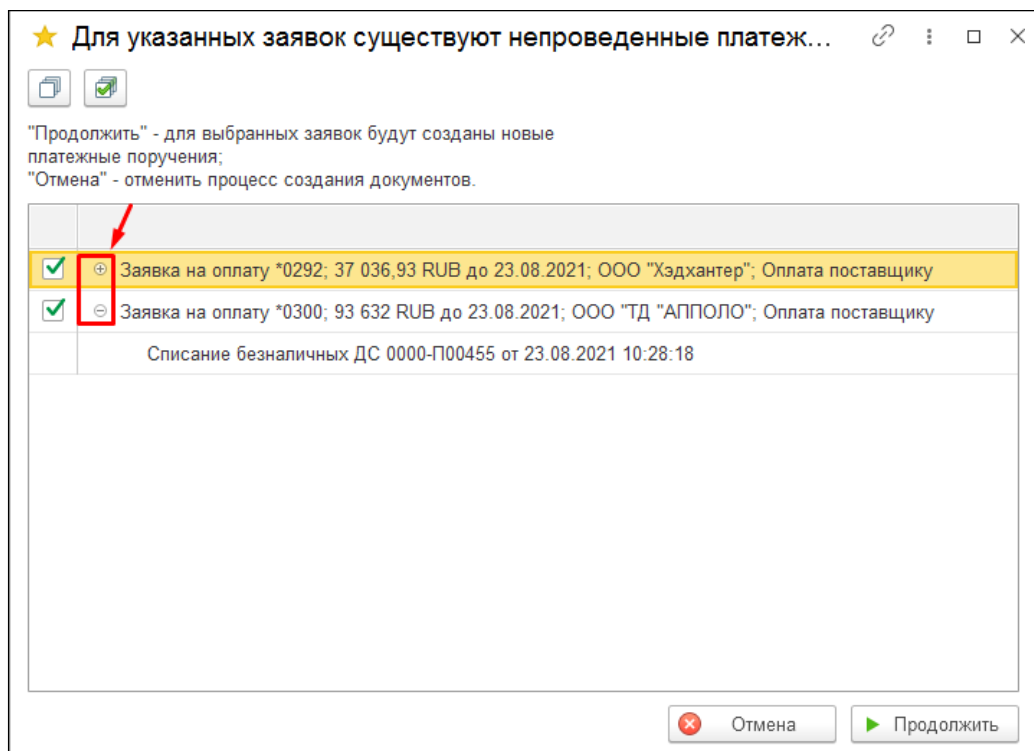 Для указанных заявок существуют непроведенные платеж...
"Продолжить" - для выбранных заявок будут созданы новые
платежные поручения;
"Отмена" - отменить процесс создания документов.
Заявка на оплату *0292; 37 036,93 RUB до 23.08.2021; ООО "Хэдхантер"; Оплата поставщику
Заявка на оплату *0300; 93 632 RUB до 23.08.2021; ООО "ТД "АППОЛО"; Оплата поставщику
Списание безналичных ДС 0000-П00455 от 23.08.2021 10:28:18
Отмена
Продолжить